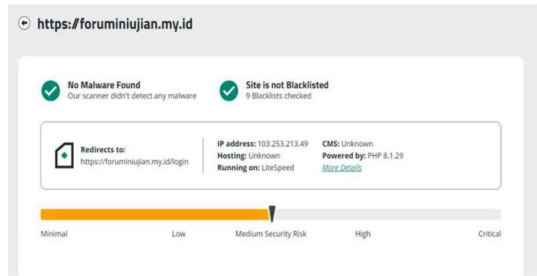 https://foruminiujian.my.id
No Malware Found
Our scanner didn't detect any malware
Site is not Blacklisted
9 Blacklists checked
Redirects to:
https://foruminiujian.my.id/login
IP address: 103.253.213.49
Hosting: Unknown
Running on: LiteSpeed
CMS: Unknown
Powered by: PHP 8.1.29
More Details
Minimal Low Medium Security Risk High Critical